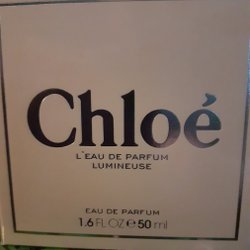 Chloé
L'EAU DE PARFUM
LUMINEUSE
EAU DE PARFUM
1.6 FL OZ ℮ 50 ml